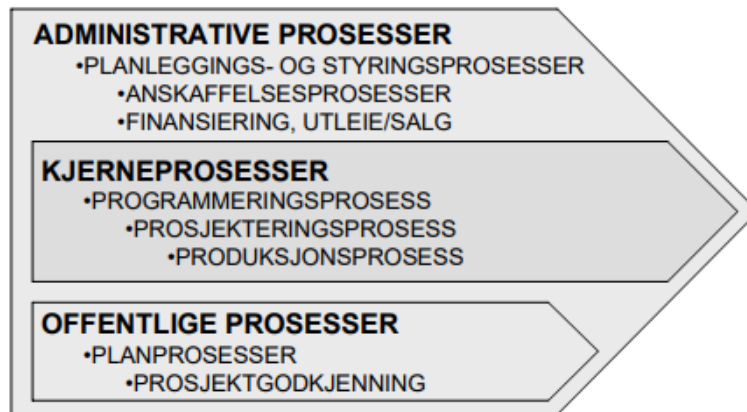 ADMINISTRATIVE PROSESSER
•PLANLEGGINGS- OG STYRINGSPROSESSER
•ANSKAFFELSESPROSESSER
•FINANSIERING, UTLEIE/SALG
KJERNEPROSESSER
•PROGRAMMERINGSPROSESS
•PROSJEKTERINGSPROSESS
•PRODUKSJONSPROSESS
OFFENTLIGE PROSESSER
•PLANPROSESSER
•PROSJEKTGODKJENNING